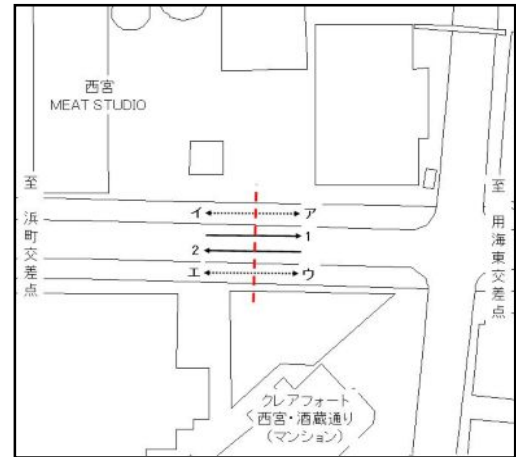 西宮
MEAT STUDIO
至 浜町交差点
至 用海東交差点
イ
ア
1
2
エ
ウ
クレアフォート
西宮・酒蔵通り
(マンション)